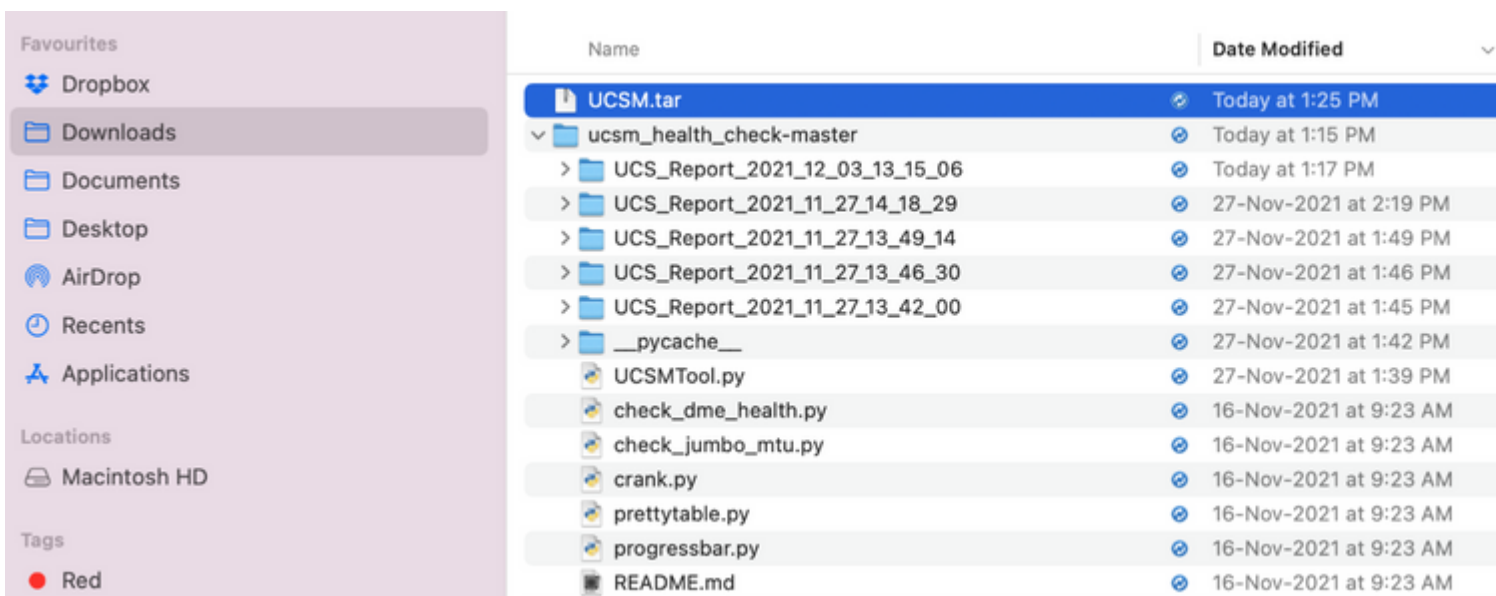 Favourites
Dropbox
Downloads
Documents
Desktop
AirDrop
Recents
Applications
Locations
Macintosh HD
Tags
Red
Name Date Modified
UCSM.tar Today at 1:25 PM
ucsm_health_check-master Today at 1:15 PM
UCS_Report_2021_12_03_13_15_06 Today at 1:17 PM
UCS_Report_2021_11_27_14_18_29 27-Nov-2021 at 2:19 PM
UCS_Report_2021_11_27_13_49_14 27-Nov-2021 at 1:49 PM
UCS_Report_2021_11_27_13_46_30 27-Nov-2021 at 1:46 PM
UCS_Report_2021_11_27_13_42_00 27-Nov-2021 at 1:45 PM
__pycache__ 27-Nov-2021 at 1:42 PM
UCSMTool.py 27-Nov-2021 at 1:39 PM
check_dme_health.py 16-Nov-2021 at 9:23 AM
check_jumbo_mtu.py 16-Nov-2021 at 9:23 AM
crank.py 16-Nov-2021 at 9:23 AM
prettytable.py 16-Nov-2021 at 9:23 AM
progressbar.py 16-Nov-2021 at 9:23 AM
README.md 16-Nov-2021 at 9:23 AM